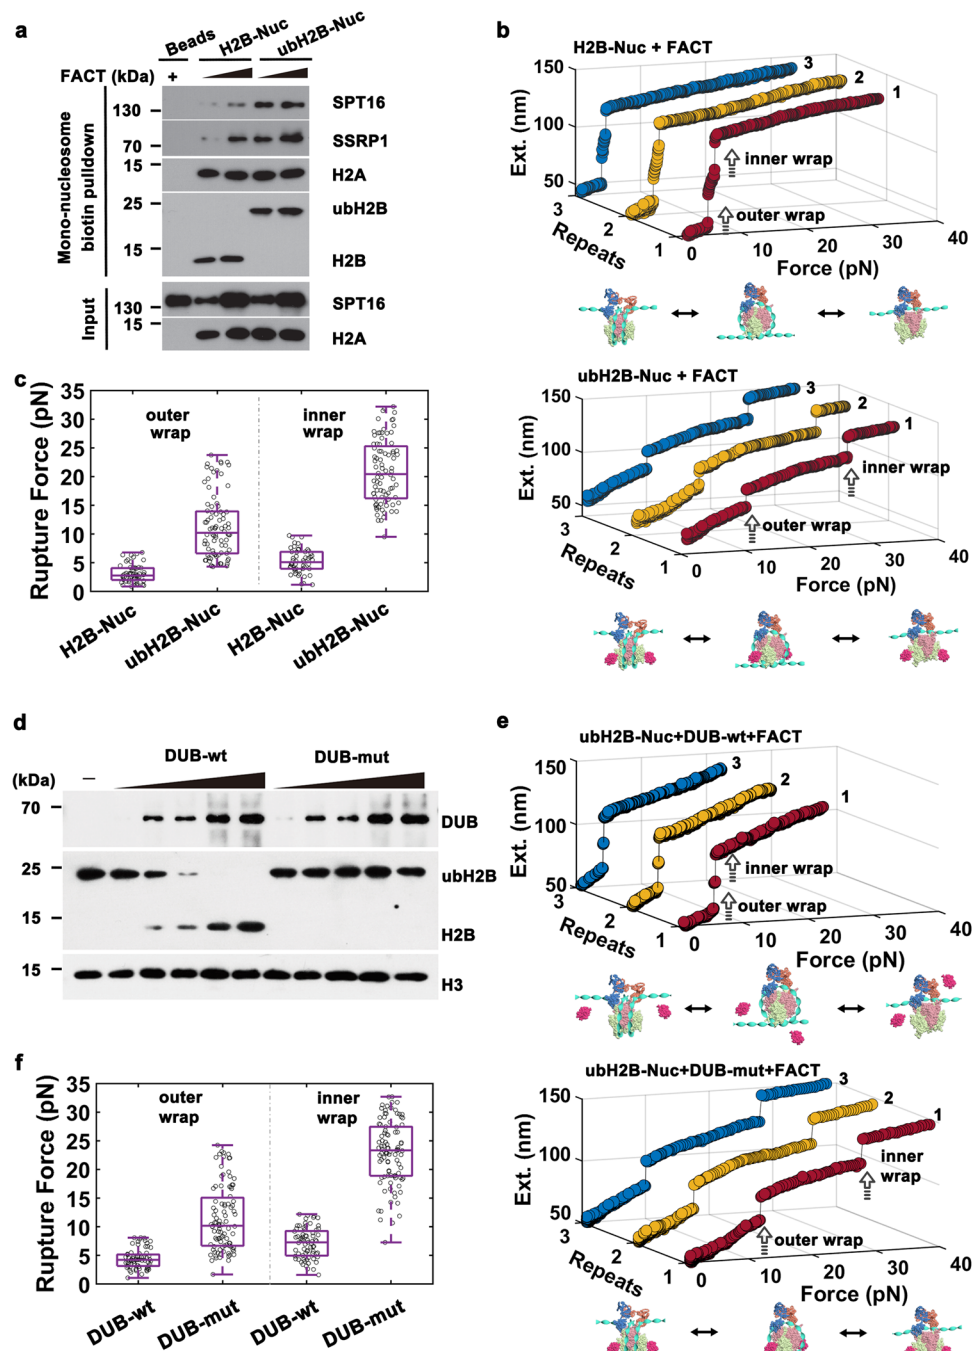 a
Beads
H2B-Nuc
ubH2B-Nuc
FACT (kDa) +
Mono-nucleosome
biotin pulldown
130
SPT16
70
SSRP1
15
H2A
25
ubH2B
15
H2B
Input
130
SPT16
15
H2A
b
H2B-Nuc + FACT
150
100
50
Ext. (nm)
3
2
1
inner wrap
outer wrap
3
2
1
Repeats
0
10
20
30
40
Force (pN)
ubH2B-Nuc + FACT
150
100
50
Ext. (nm)
3
2
1
inner wrap
outer wrap
3
2
1
Repeats
0
10
20
30
40
Force (pN)
c
Rupture Force (pN)
35
30
25
20
15
10
5
0
outer
wrap
inner
wrap
H2B-Nuc
ubH2B-Nuc
H2B-Nuc
ubH2B-Nuc
d
DUB-wt
DUB-mut
(kDa)
–
70
DUB
25
ubH2B
15
H2B
15
H3
e
ubH2B-Nuc+DUB-wt+FACT
150
100
50
Ext. (nm)
3
2
1
inner wrap
outer wrap
3
2
1
Repeats
0
10
20
30
40
Force (pN)
ubH2B-Nuc+DUB-mut+FACT
150
100
50
Ext. (nm)
3
2
1
inner
wrap
outer wrap
3
2
1
Repeats
0
10
20
30
40
Force (pN)
f
Rupture Force (pN)
35
30
25
20
15
10
5
0
outer
wrap
inner
wrap
DUB-wt
DUB-mut
DUB-wt
DUB-mut